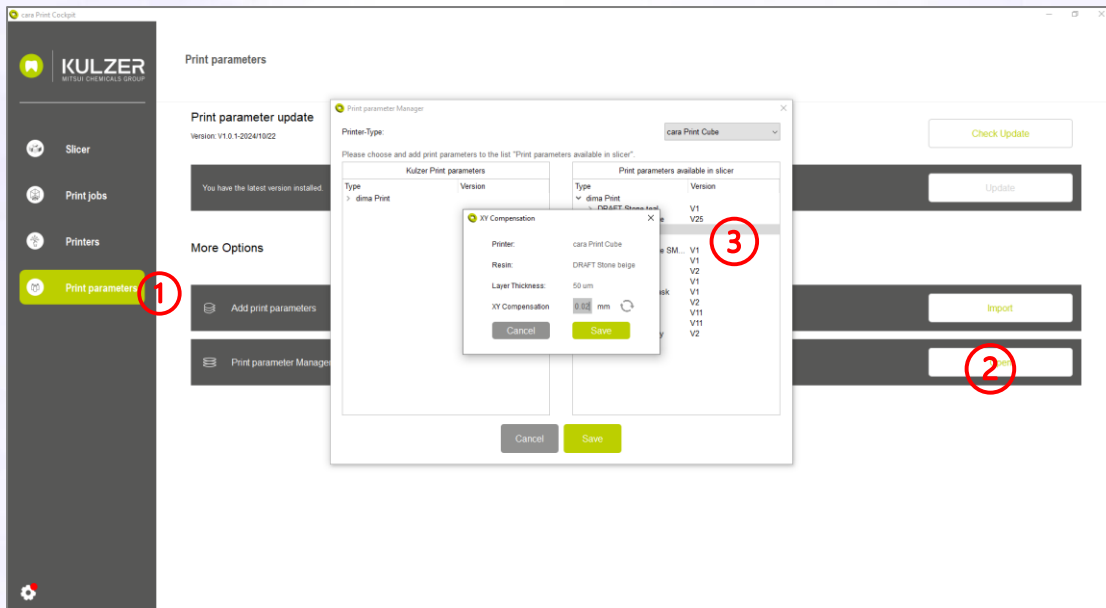 cara Print Cockpit
KULZER
MITSUI CHEMICALS GROUP
Print parameters
Slicer
Print jobs
Printers
Print parameters
1
Print parameter update
Version: V1.0.1-2024/10/22
Check Update
You have the latest version installed.
Update
More Options
Add print parameters
Import
Print parameter Manager
2
Print parameter Manager
Printer-Type:
cara Print Cube
Please choose and add print parameters to the list "Print parameters available in slicer".
Kulzer Print parameters
Type Version
dima Print
Print parameters available in slicer
Type Version
dima Print
DRAFT Stone teal V1
e V25
3
e SM... V1
V1
V2
V1
ask V1
V2
V11
V11
y V2
XY Compensation
Printer: cara Print Cube
Resin: DRAFT Stone beige
Layer Thickness: 50 um
XY Compensation 0.02 mm
Cancel Save
Cancel Save